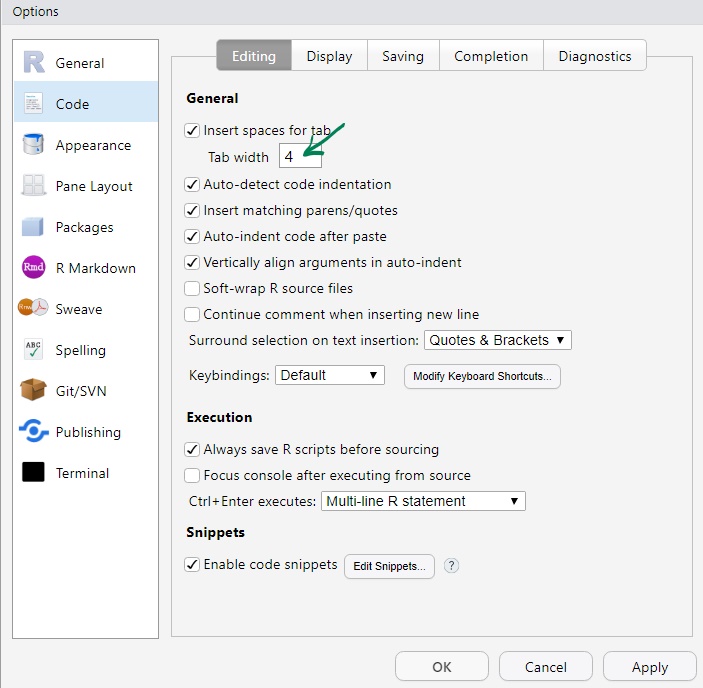 Options
General
Code
Appearance
Pane Layout
Packages
Rmd R Markdown
Rnw Sweave
ABC Spelling
Git/SVN
Publishing
Terminal
Editing Display Saving Completion Diagnostics
General
Insert spaces for tab
Tab width 4
Auto-detect code indentation
Insert matching parens/quotes
Auto-indent code after paste
Vertically align arguments in auto-indent
Soft-wrap R source files
Continue comment when inserting new line
Surround selection on text insertion: Quotes & Brackets
Keybindings: Default Modify Keyboard Shortcuts...
Execution
Always save R scripts before sourcing
Focus console after executing from source
Ctrl+Enter executes: Multi-line R statement
Snippets
Enable code snippets Edit Snippets... ?
OK Cancel Apply